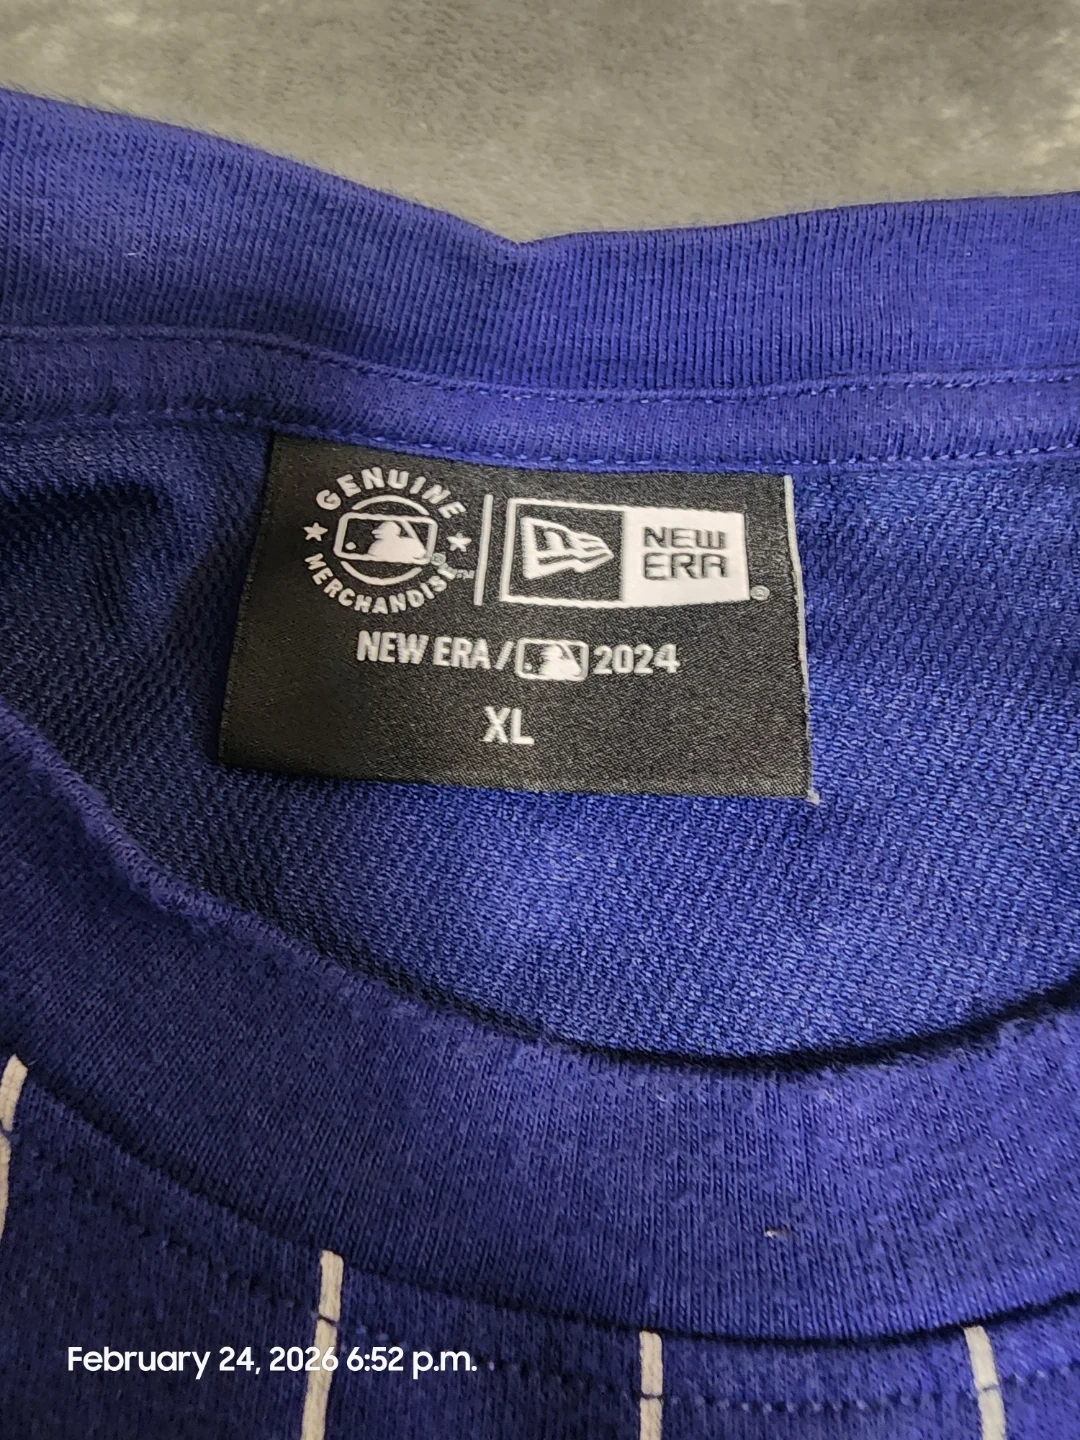 GENUINE
MERCHANDISE
NEW
ERA
NEW ERA / 2024
XL
February 24, 2026 6:52 p.m.